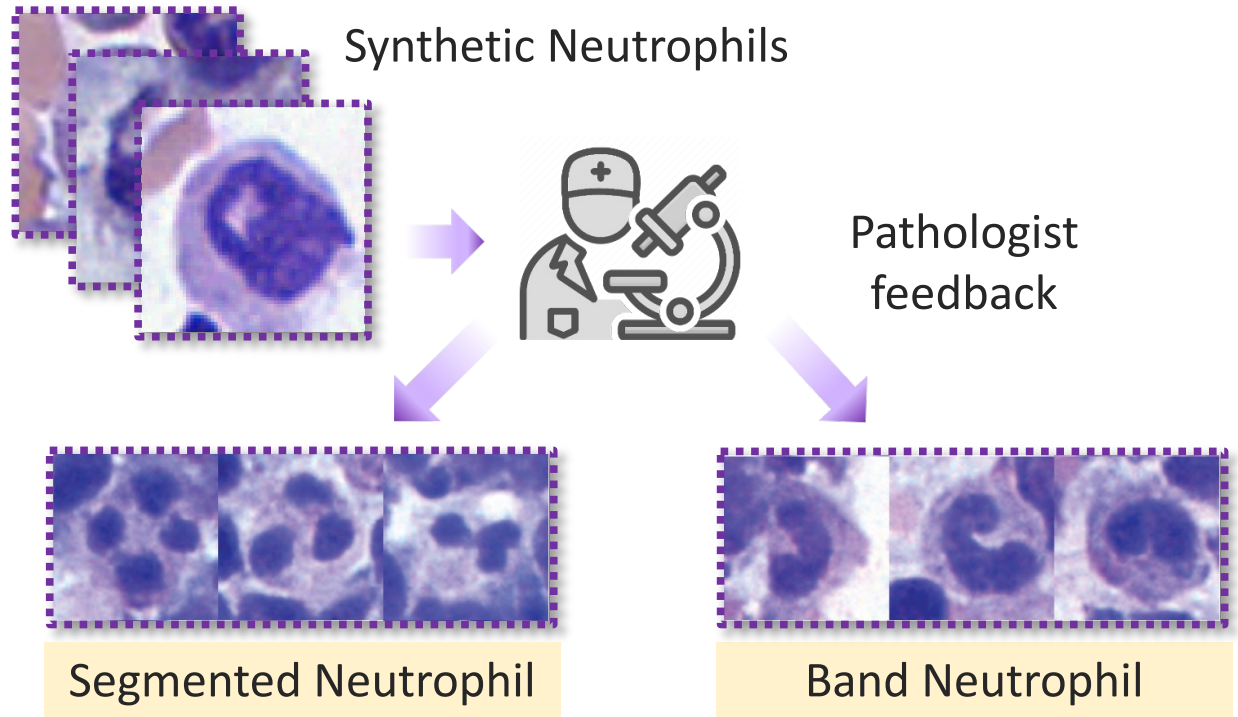 Synthetic Neutrophils
Pathologist
feedback
Segmented Neutrophil
Band Neutrophil